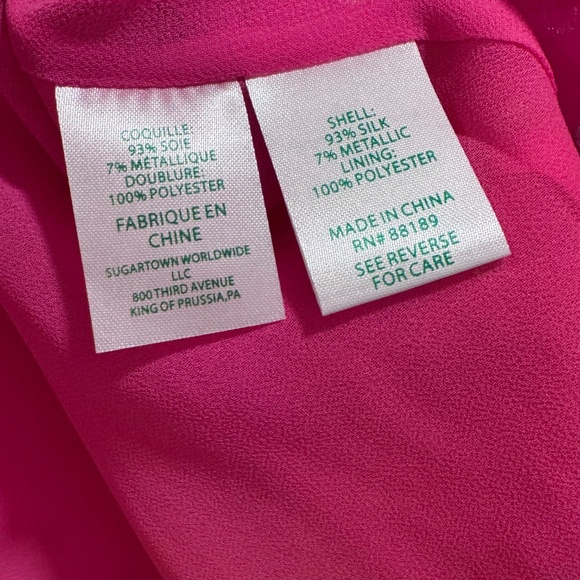 COQUILLE:
93% SOIE
7% MÉTALLIQUE
DOUBLURE:
100% POLYESTER
FABRIQUE EN
CHINE
SUGARTOWN WORLDWIDE
LLC
800 THIRD AVENUE
KING OF PRUSSIA,PA
SHELL:
93% SILK
7% METALLIC
LINING:
100% POLYESTER
MADE IN CHINA
RN# 88189
SEE REVERSE
FOR CARE